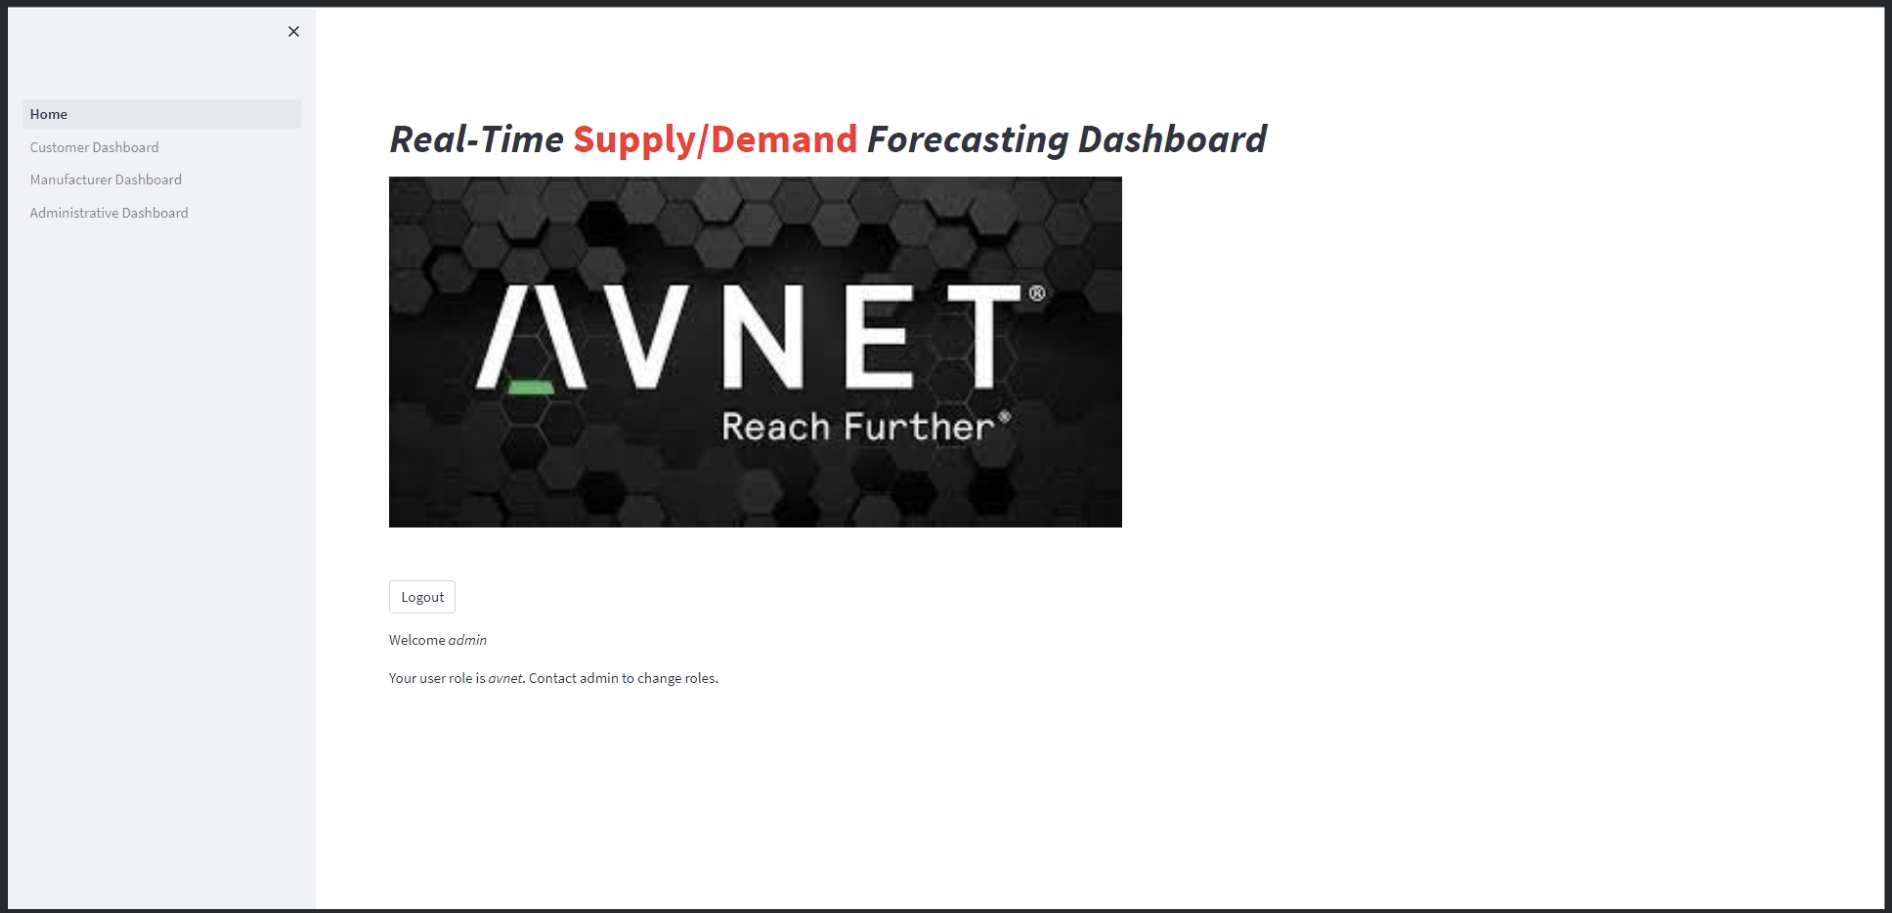 Home
Customer Dashboard
Manufacturer Dashboard
Administrative Dashboard
Real-Time Supply/Demand Forecasting Dashboard
AVNET®
Reach Further®
Logout
Welcome admin
Your user role is avnet. Contact admin to change roles.